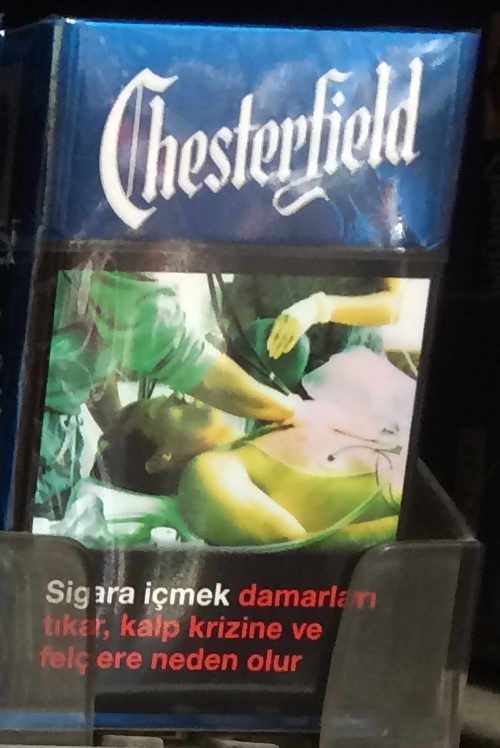 Chesterfield
Sigara içmek damarları
tıkar, kalp krizine ve
felçlere neden olur